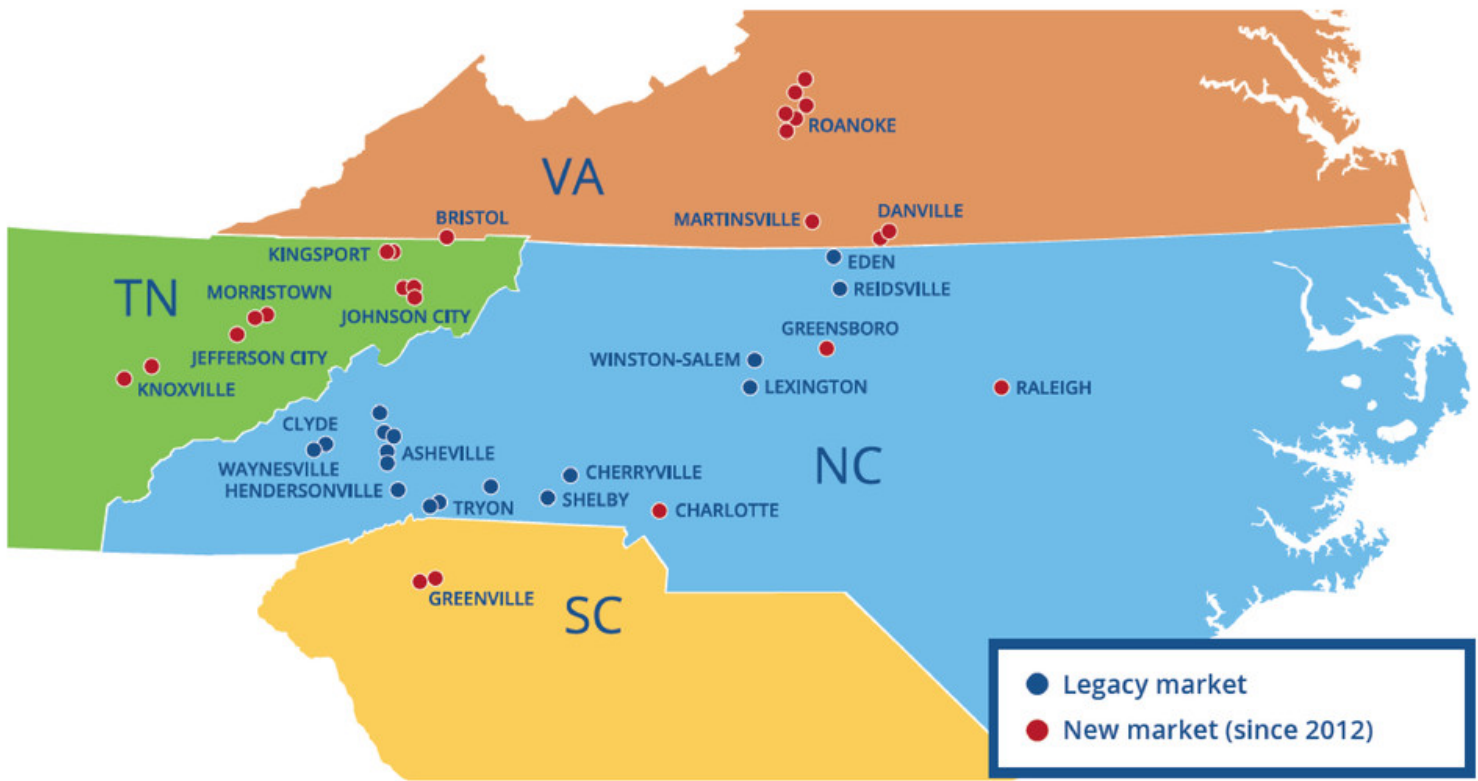 ROANOKE
VA
MARTINSVILLE
DANVILLE
BRISTOL
KINGSPORT
EDEN
TN
MORRISTOWN
REIDSVILLE
JOHNSON CITY
GREENSBORO
JEFFERSON CITY
WINSTON-SALEM
KNOXVILLE
LEXINGTON
RALEIGH
CLYDE
ASHEVILLE
NC
WAYNESVILLE
CHERRYVILLE
HENDERSONVILLE
SHELBY
TRYON
CHARLOTTE
GREENVILLE
SC
Legacy market
New market (since 2012)